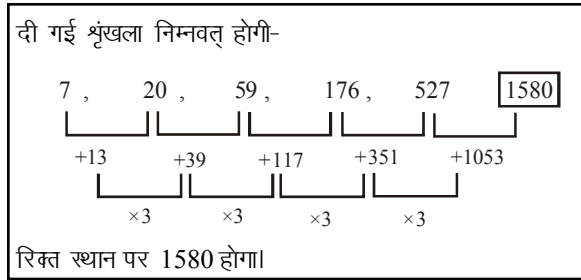 दी गई शृंखला निम्नवत् होगी-
7 , 20 , 59 , 176 , 527 1580
+13 +39 +117 +351 +1053
×3 ×3 ×3 ×3
रिक्त स्थान पर 1580 होगा।